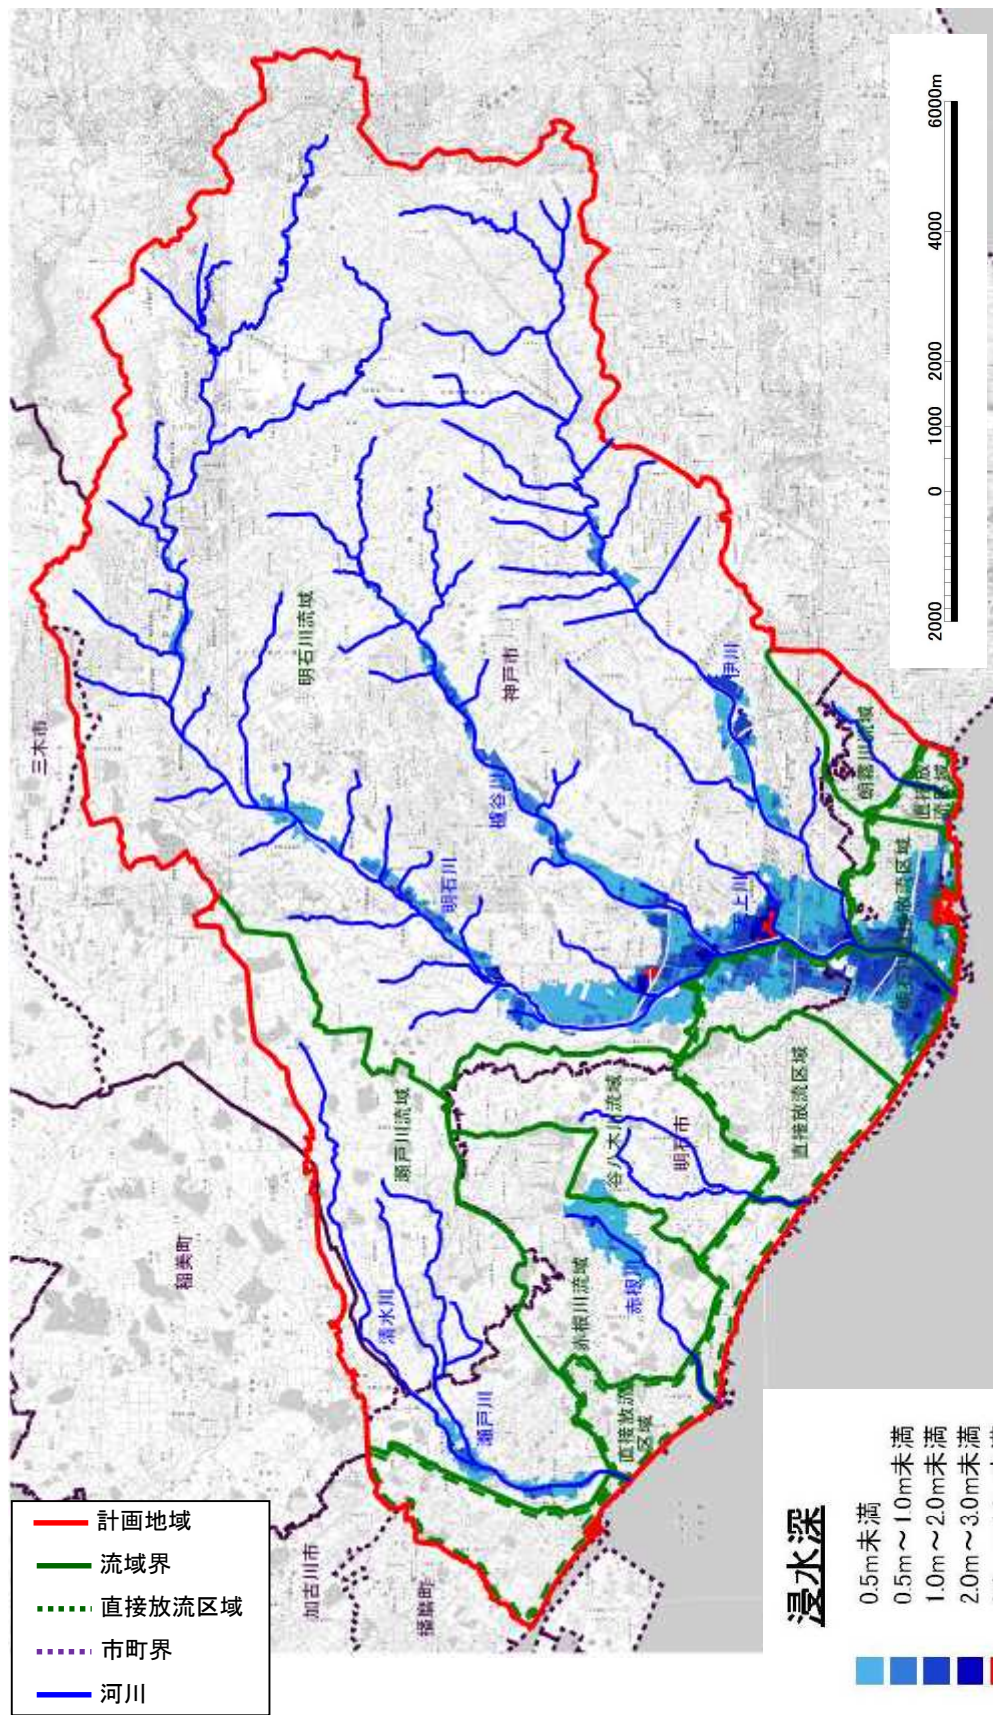 計画地域
流域界
直接放流区域
市町界
河川
加古川市
播磨町
稲美町
三木市
神戸市
明石市
明石川流域
瀬戸川流域
赤根川流域
谷八木川流域
朝霧川流域
直接放流
区域
直接放流区域
直接放
流区域
清水川
瀬戸川
赤根川
明石川
櫨谷川
伊川
浸水深
0.5m未満
0.5m～1.0m未満
1.0m～2.0m未満
2.0m～3.0m未満
2000
0
1000
2000
4000
6000m